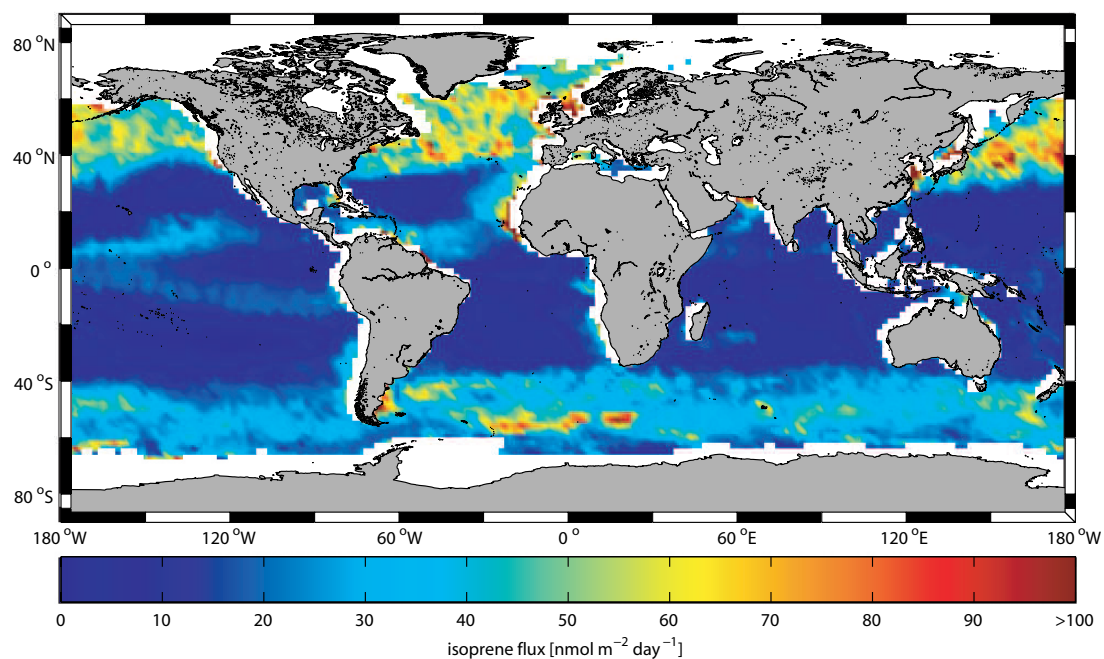 80 °N
40 °N
0 °
40 °S
80 °S
180 °W 120 °W 60 °W 0° 60 °E 120 °E 180 °W
0 10 20 30 40 50 60 70 80 90 >100
isoprene flux [nmol m⁻² day⁻¹]